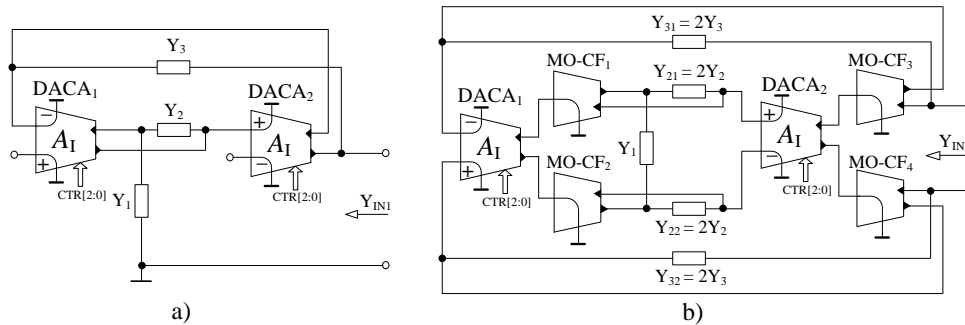 Y3
DACA1
DACA2
Y2
− AI +
+ AI −
CTR[2:0]
CTR[2:0]
Y1
YIN1
a)
Y31 = 2Y3
MO-CF1
MO-CF3
Y21 = 2Y2
DACA1
DACA2
− AI +
+ AI −
Y1
YIN
MO-CF2
MO-CF4
CTR[2:0]
CTR[2:0]
Y22 = 2Y2
Y32 = 2Y3
b)